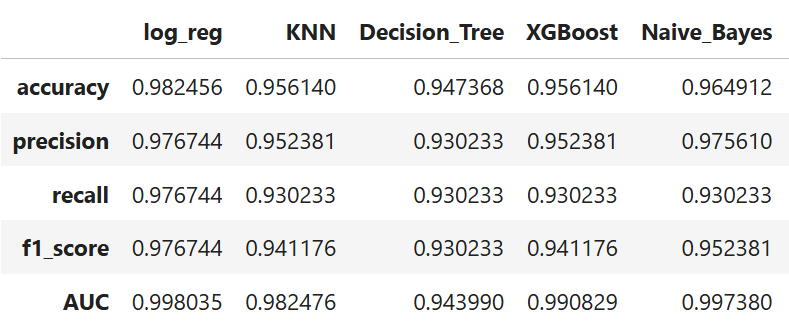 log_reg KNN Decision_Tree XGBoost Naive_Bayes
accuracy 0.982456 0.956140 0.947368 0.956140 0.964912
precision 0.976744 0.952381 0.930233 0.952381 0.975610
recall 0.976744 0.930233 0.930233 0.930233 0.930233
f1_score 0.976744 0.941176 0.930233 0.941176 0.952381
AUC 0.998035 0.982476 0.943990 0.990829 0.997380